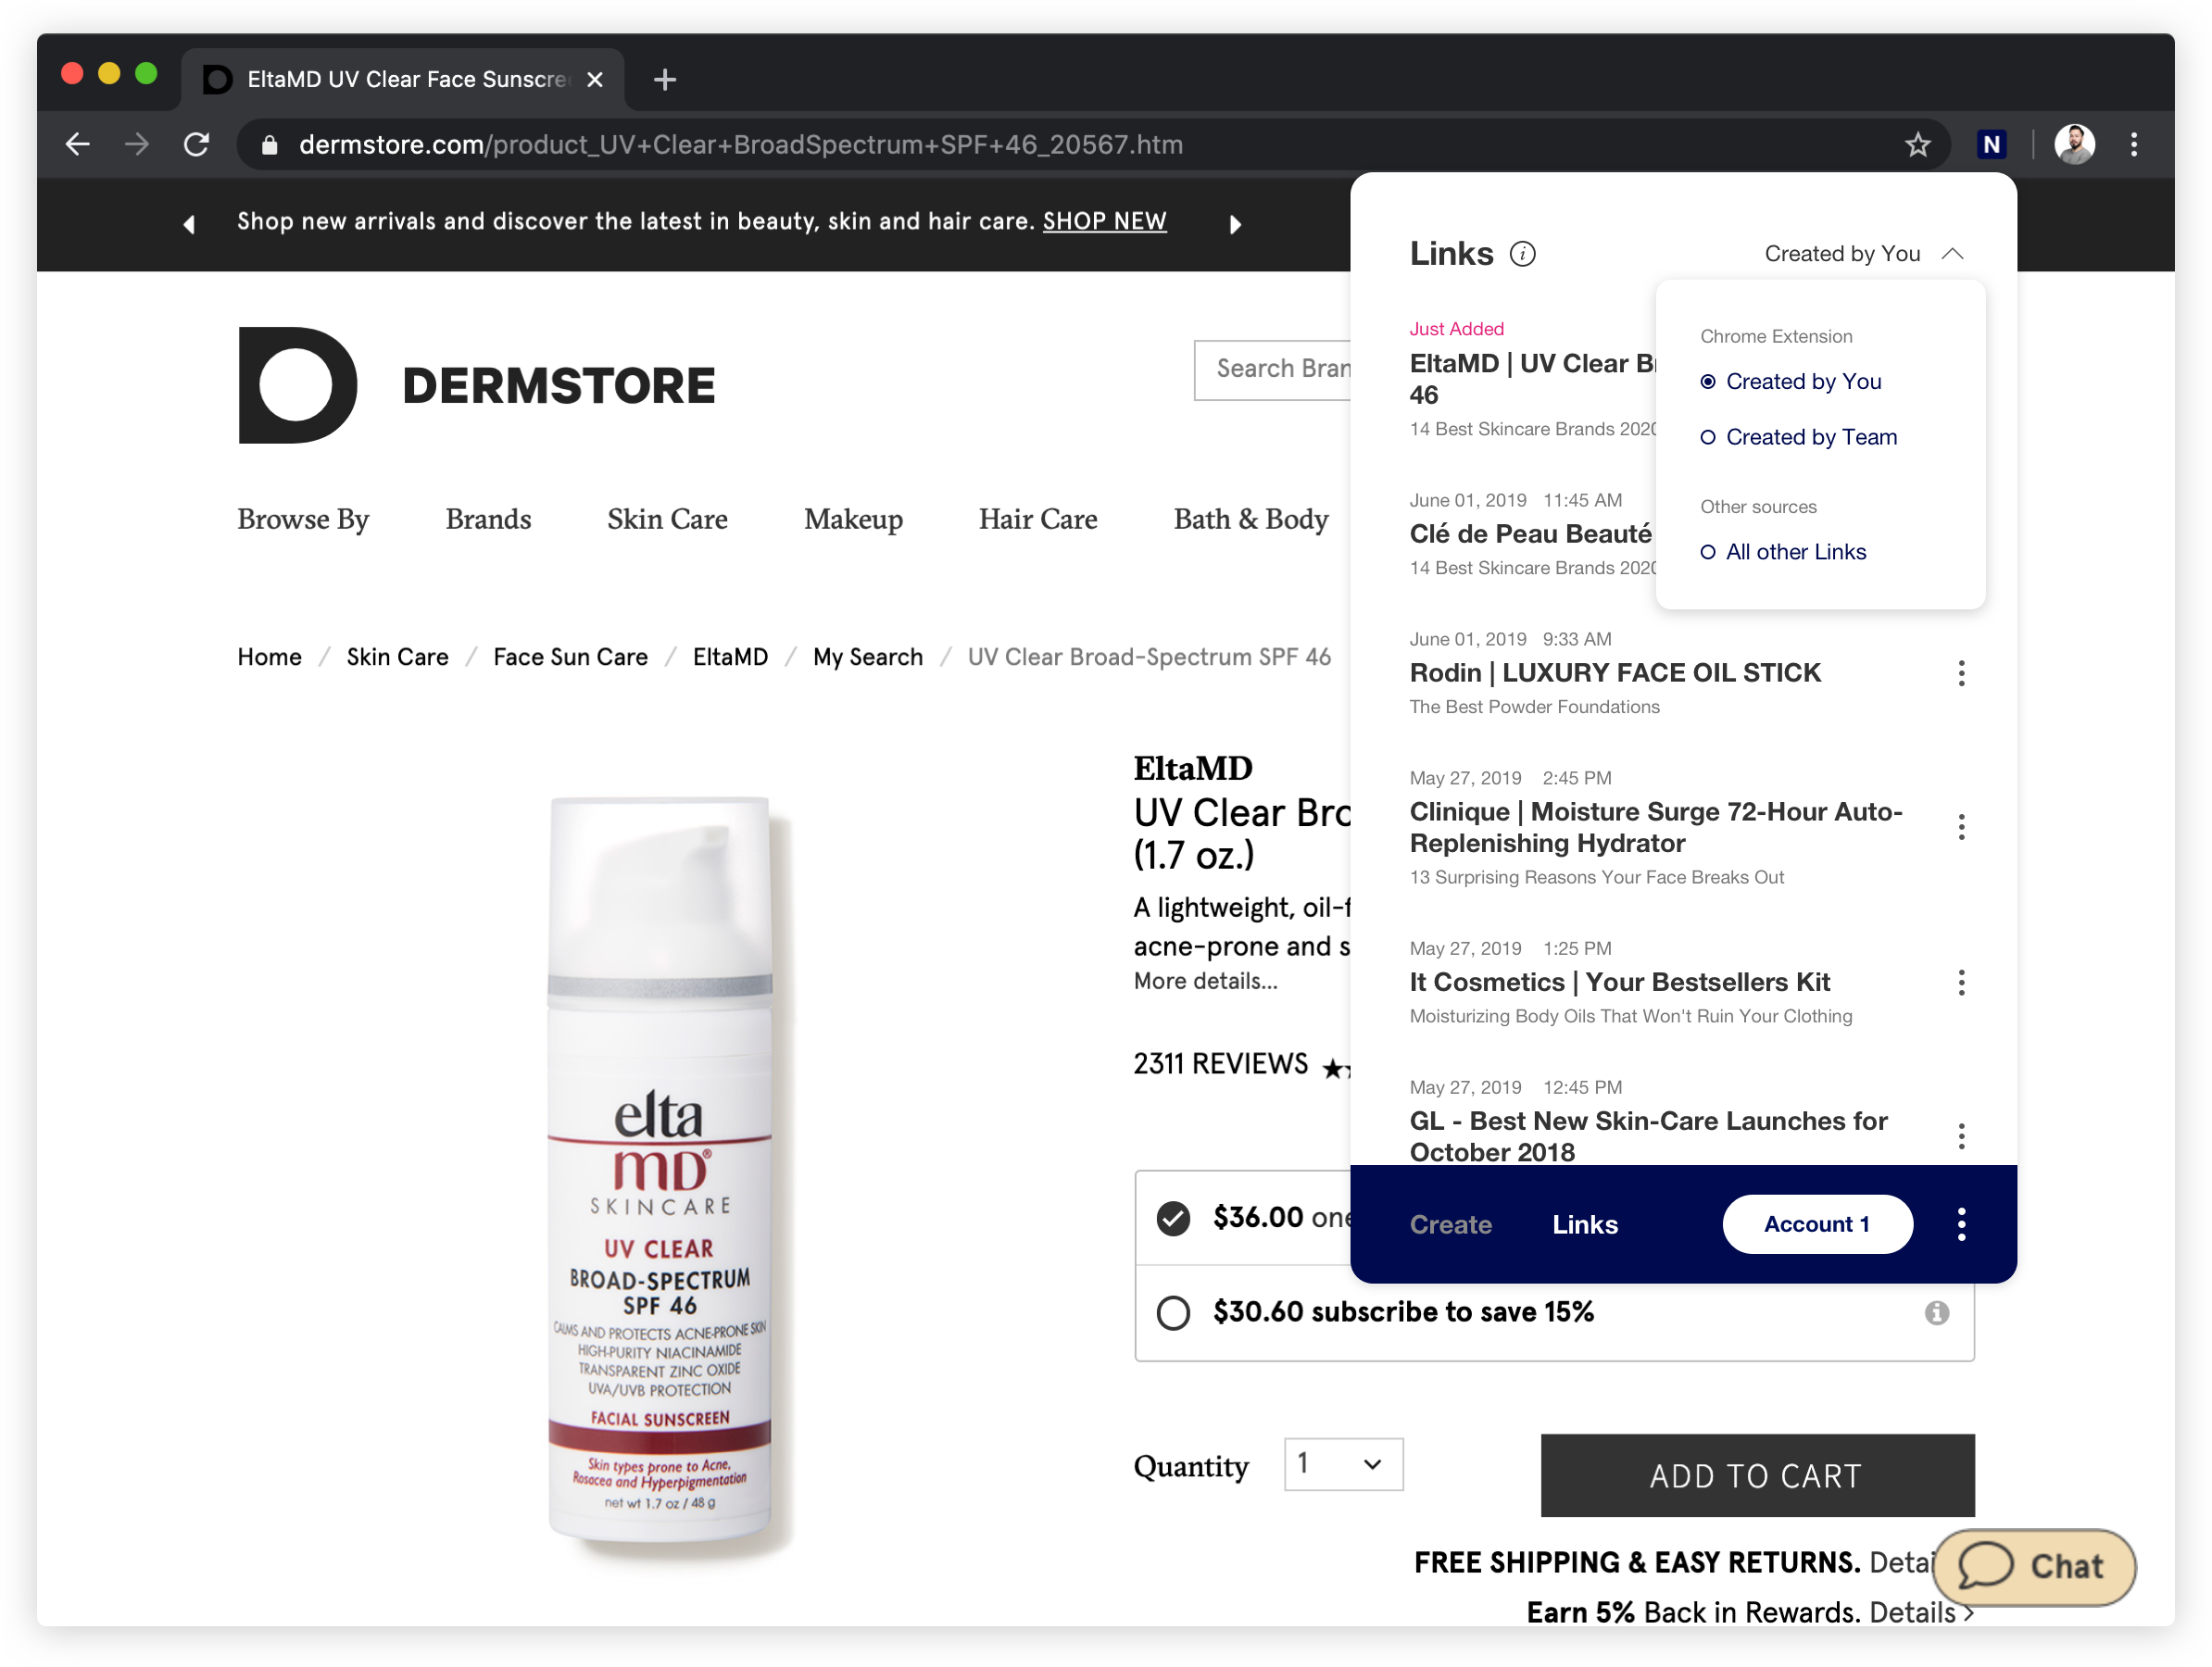 EltaMD UV Clear Face Sunscre
dermstore.com/product_UV+Clear+BroadSpectrum+SPF+46_20567.htm
N
Shop new arrivals and discover the latest in beauty, skin and hair care. SHOP NEW
DERMSTORE
Search Bran
Browse By
Brands
Skin Care
Makeup
Hair Care
Bath & Body
Home / Skin Care / Face Sun Care / EltaMD / My Search / UV Clear Broad-Spectrum SPF 46
elta
MD®
SKINCARE
UV CLEAR
BROAD-SPECTRUM
SPF 46
CALMS AND PROTECTS ACNE-PRONE SKIN
HIGH-PURITY NIACINAMIDE
TRANSPARENT ZINC OXIDE
UVA/UVB PROTECTION
FACIAL SUNSCREEN
Skin types prone to Acne,
Rosacea and Hyperpigmentation
net wt 1.7 oz / 48 g
EltaMD
UV Clear Bro
(1.7 oz.)
A lightweight, oil-f
acne-prone and s
More details...
2311 REVIEWS
$36.00 one
$30.60 subscribe to save 15%
Quantity
1
ADD TO CART
FREE SHIPPING & EASY RETURNS. Detai
Earn 5% Back in Rewards. Details >
Chat
Links
Created by You
Chrome Extension
Created by You
Created by Team
Other sources
All other Links
Just Added
EltaMD | UV Clear B
46
14 Best Skincare Brands 2020
June 01, 2019 11:45 AM
Clé de Peau Beauté
14 Best Skincare Brands 2020
June 01, 2019 9:33 AM
Rodin | LUXURY FACE OIL STICK
The Best Powder Foundations
May 27, 2019 2:45 PM
Clinique | Moisture Surge 72-Hour Auto-
Replenishing Hydrator
13 Surprising Reasons Your Face Breaks Out
May 27, 2019 1:25 PM
It Cosmetics | Your Bestsellers Kit
Moisturizing Body Oils That Won't Ruin Your Clothing
May 27, 2019 12:45 PM
GL - Best New Skin-Care Launches for
October 2018
Create
Links
Account 1